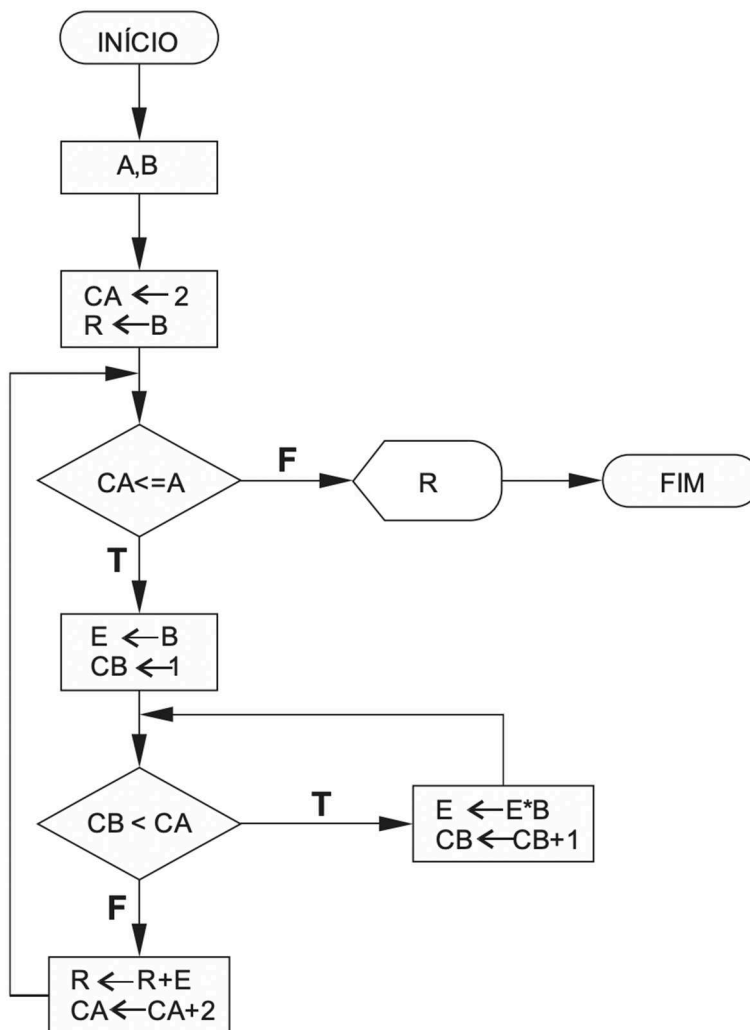 INÍCIO
A,B
CA ← 2
R ← B
CA<=A
F
R
FIM
T
E ← B
CB ← 1
CB < CA
T
E ← E*B
CB ← CB+1
F
R ← R+E
CA ← CA+2